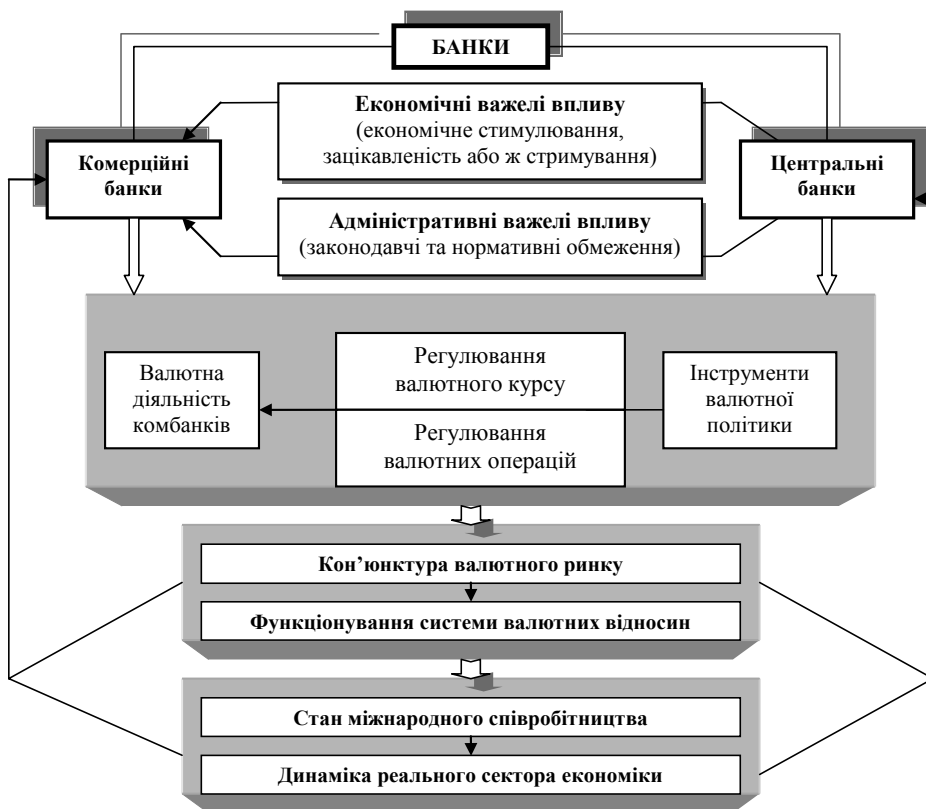 БАНКИ
Економічні важелі впливу
(економічне стимулювання,
зацікавленість або ж стримування)
Комерційні
банки
Центральні
банки
Адміністративні важелі впливу
(законодавчі та нормативні обмеження)
Валютна
діяльність
комбанків
Регулювання
валютного курсу
Регулювання
валютних операцій
Інструменти
валютної
політики
Кон’юнктура валютного ринку
Функціонування системи валютних відносин
Стан міжнародного співробітництва
Динаміка реального сектора економіки